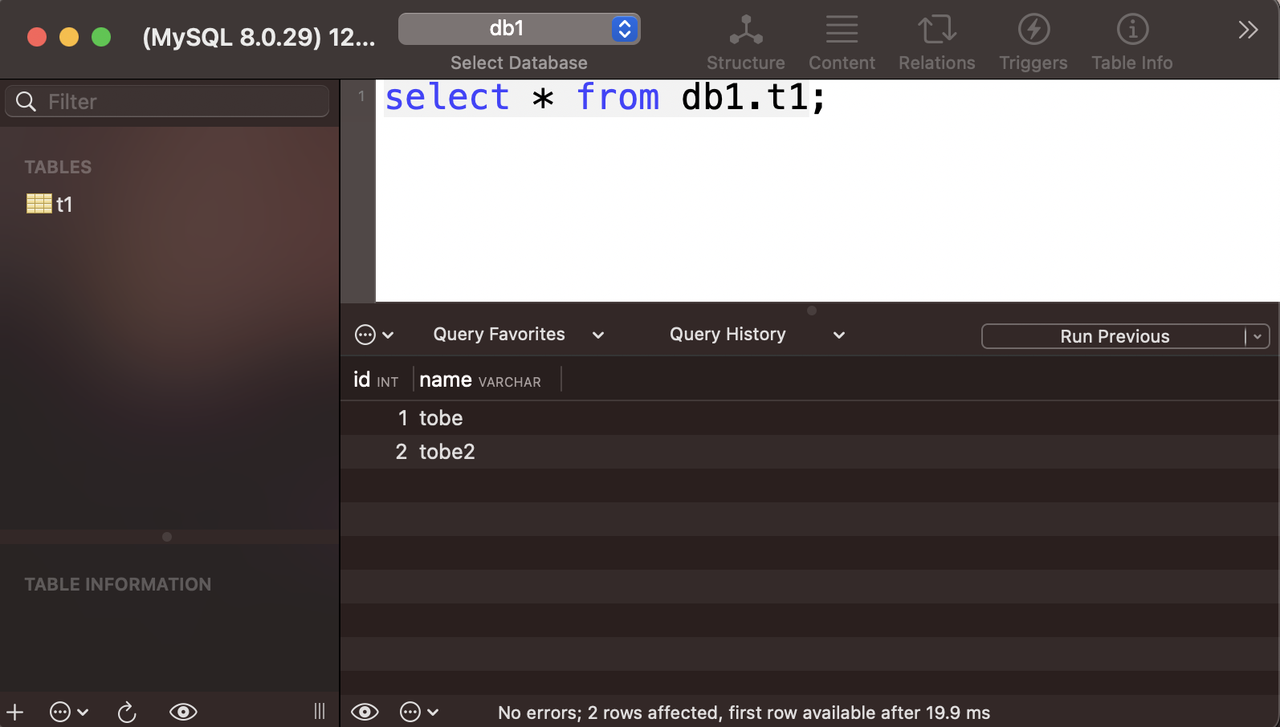 (MySQL 8.0.29) 12...
db1
Select Database
Structure
Content
Relations
Triggers
Table Info
Filter
TABLES
t1
TABLE INFORMATION
1
select * from db1.t1;
Query Favorites
Query History
Run Previous
id INT name VARCHAR
1 tobe
2 tobe2
No errors; 2 rows affected, first row available after 19.9 ms